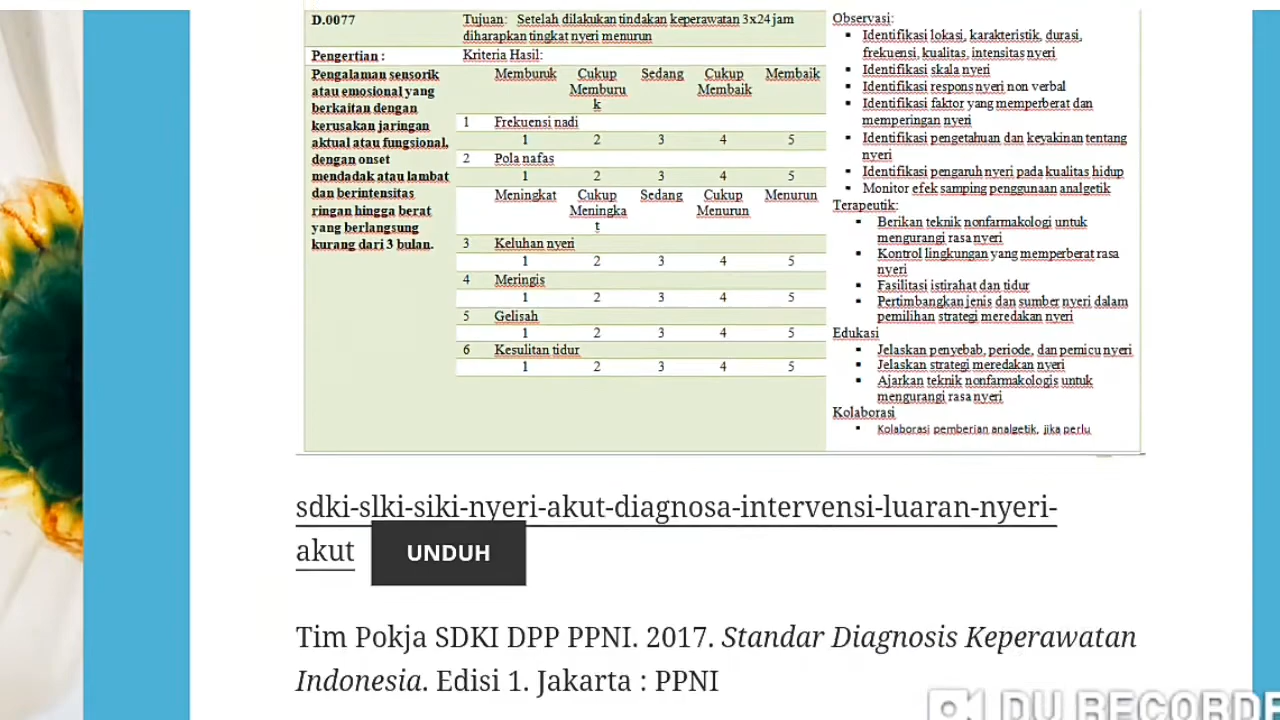 D.0077
Pengertian :
Pengalaman sensorik
atau emosional yang
berkaitan dengan
kerusakan jaringan
aktual atau fungsional,
dengan onset
mendadak atau lambat
dan berintensitas
ringan hingga berat
yang berlangsung
kurang dari 3 bulan.
Tujuan: Setelah dilakukan tindakan keperawatan 3x24 jam
diharapkan tingkat nyeri menurun
Kriteria Hasil:
Memburuk Cukup Memburu k Sedang Cukup Membaik Membaik
1 Frekuensi nadi
1 2 3 4 5
2 Pola nafas
1 2 3 4 5
Meningkat Cukup Meningka t Sedang Cukup Menurun Menurun
3 Keluhan nyeri
1 2 3 4 5
4 Meringis
1 2 3 4 5
5 Gelisah
1 2 3 4 5
6 Kesulitan tidur
1 2 3 4 5
Observasi:
▪ Identifikasi lokasi, karakteristik, durasi,
frekuensi, kualitas, intensitas nyeri
▪ Identifikasi skala nyeri
▪ Identifikasi respons nyeri non verbal
▪ Identifikasi faktor yang memperberat dan
memperingan nyeri
▪ Identifikasi pengetahuan dan keyakinan tentang
nyeri
▪ Identifikasi pengaruh nyeri pada kualitas hidup
▪ Monitor efek samping penggunaan analgetik
Terapeutik:
▪ Berikan teknik nonfarmakologi untuk
mengurangi rasa nyeri
▪ Kontrol lingkungan yang memperberat rasa
nyeri
▪ Fasilitasi istirahat dan tidur
▪ Pertimbangkan jenis dan sumber nyeri dalam
pemilihan strategi meredakan nyeri
Edukasi
▪ Jelaskan penyebab, periode, dan pemicu nyeri
▪ Jelaskan strategi meredakan nyeri
▪ Ajarkan teknik nonfarmakologis untuk
mengurangi rasa nyeri
Kolaborasi
▪ Kolaborasi pemberian analgetik, jika perlu
sdki-slki-siki-nyeri-akut-diagnosa-intervensi-luaran-nyeri-
akut UNDUH
Tim Pokja SDKI DPP PPNI. 2017. Standar Diagnosis Keperawatan
Indonesia. Edisi 1. Jakarta : PPNI
DU RECORDE